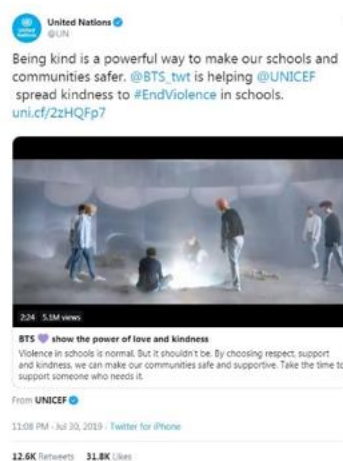 United Nations
@UN
Being kind is a powerful way to make our schools and
communities safer. @BTS_twt is helping @UNICEF
spread kindness to #EndViolence in schools.
uni.cf/2zHQFp7
2:24 5.1M views
BTS 💜 show the power of love and kindness
Violence in schools is normal. But it shouldn't be. By choosing respect, support
and kindness, we can make our communities safe and supportive. Take the time to
support someone who needs it.
From UNICEF
11:08 PM · Jul 30, 2019 · Twitter for iPhone
12.6K Retweets 31.8K Likes